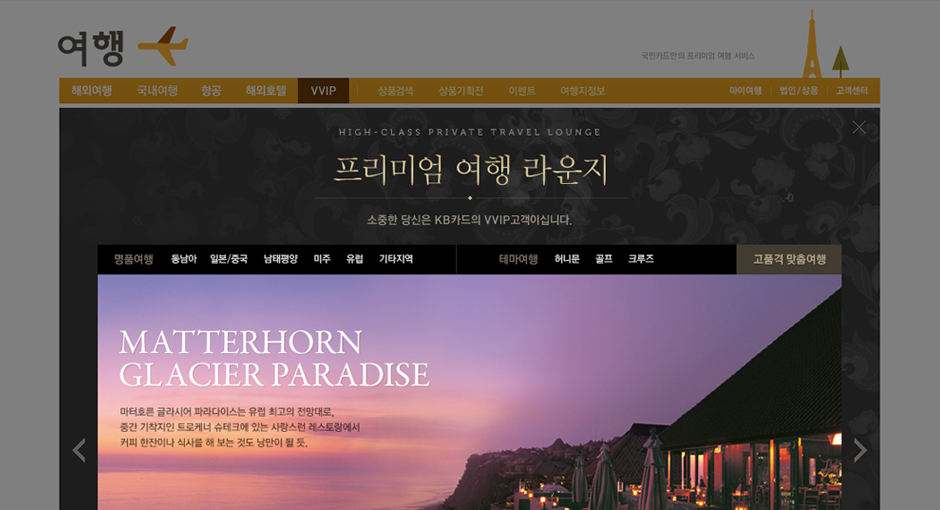 여행
국민카드만의 프리미엄 여행 서비스
해외여행 국내여행 항공 해외호텔 VVIP 상품검색 상품기획전 이벤트 여행지정보 마이여행 법인/상용 고객센터
HIGH-CLASS PRIVATE TRAVEL LOUNGE
프리미엄 여행 라운지
소중한 당신은 KB카드의 VVIP고객이십니다.
명품여행 동남아 일본/중국 남태평양 미주 유럽 기타지역 테마여행 허니문 골프 크루즈 고품격 맞춤여행
MATTERHORN
GLACIER PARADISE
마터호른 글라시어 파라다이스는 유럽 최고의 전망대로,
중간 기착지인 트로케너 슈테크에 있는 사랑스런 레스토랑에서
커피 한잔이나 식사를 해 보는 것도 낭만이 될 듯.